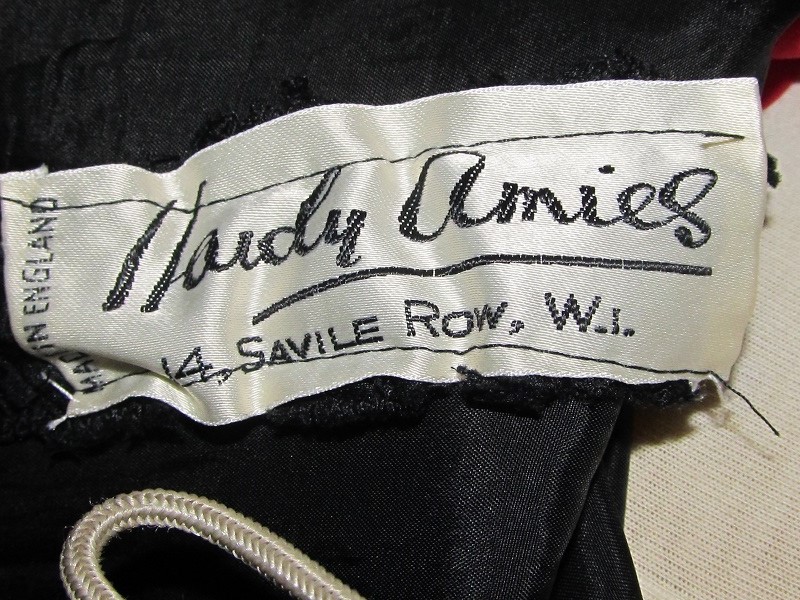 Hardy Amies
14, SAVILE ROW, W.1.
MADE IN ENGLAND